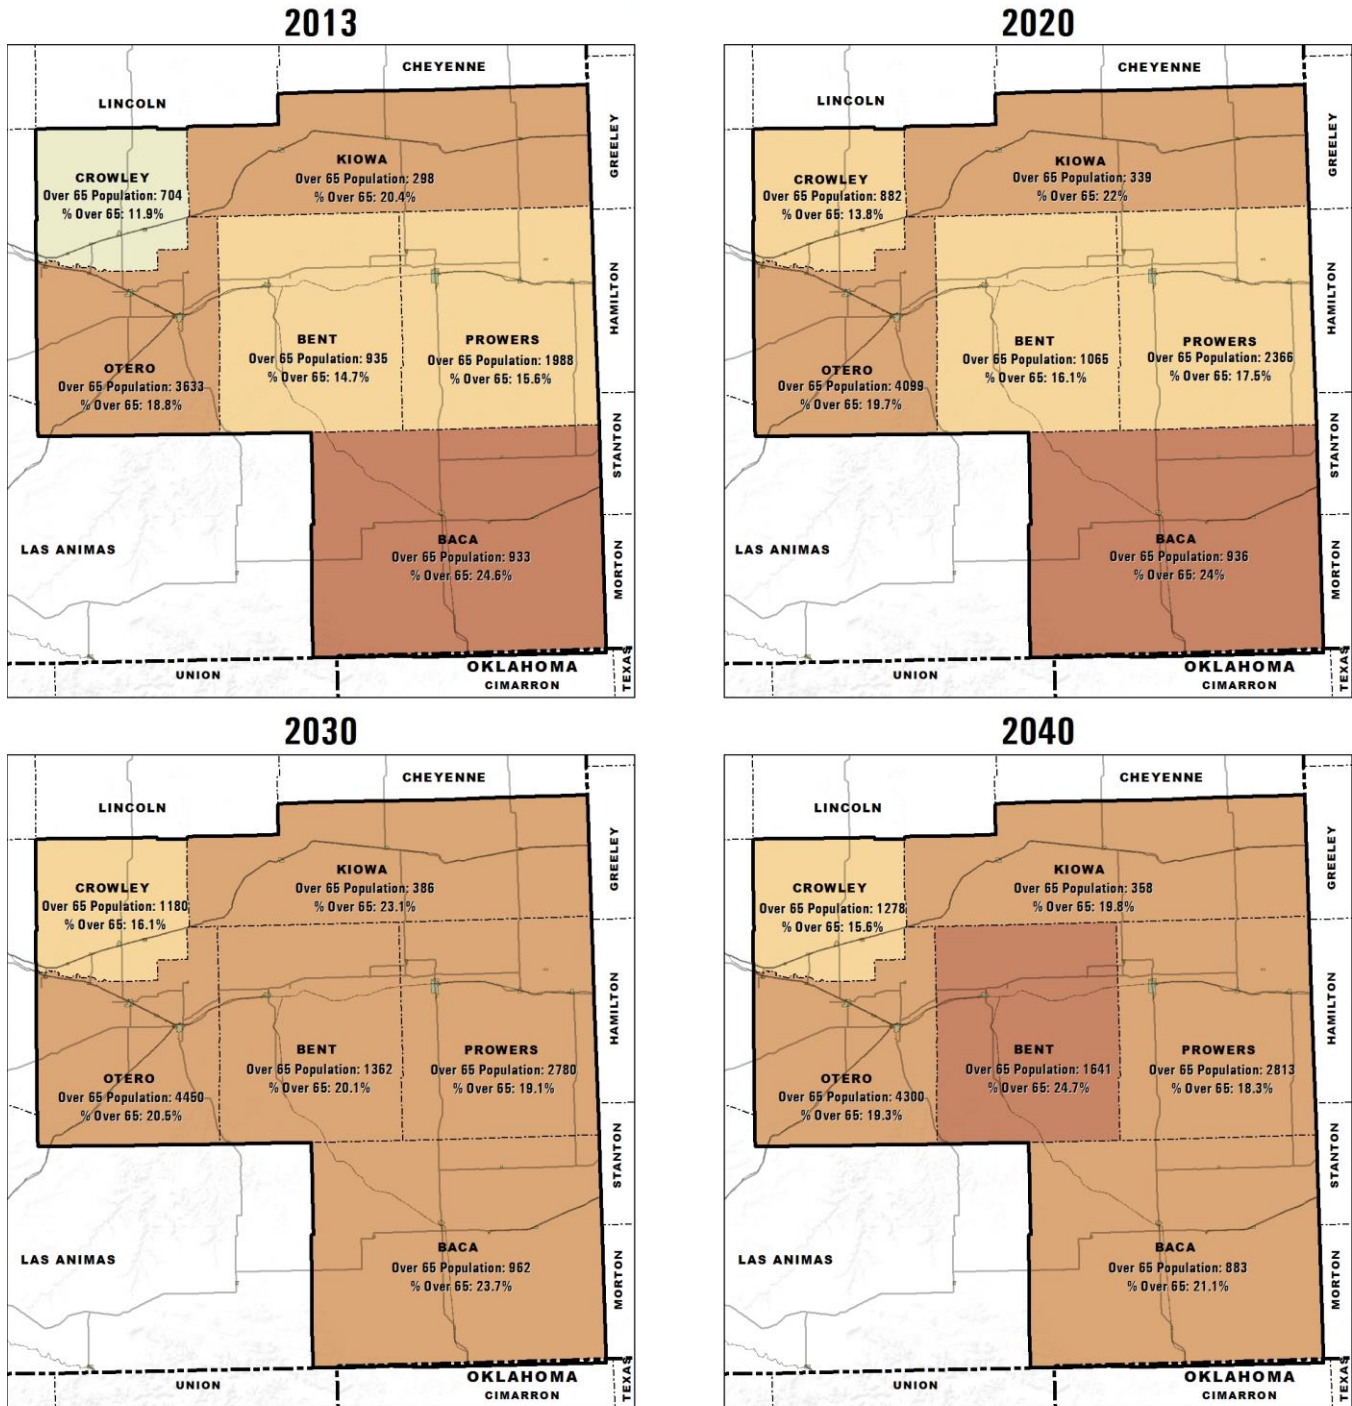 2013
CHEYENNE
LINCOLN
GREELEY
KIOWA
Over 65 Population: 298
% Over 65: 20.4%
CROWLEY
Over 65 Population: 704
% Over 65: 11.9%
HAMILTON
BENT
Over 65 Population: 935
% Over 65: 14.7%
PROWERS
Over 65 Population: 1988
% Over 65: 15.6%
OTERO
Over 65 Population: 3633
% Over 65: 18.8%
STANTON
LAS ANIMAS
BACA
Over 65 Population: 933
% Over 65: 24.6%
MORTON
UNION
OKLAHOMA
CIMARRON
TEXAS
2020
CHEYENNE
LINCOLN
GREELEY
KIOWA
Over 65 Population: 339
% Over 65: 22%
CROWLEY
Over 65 Population: 882
% Over 65: 13.8%
HAMILTON
BENT
Over 65 Population: 1065
% Over 65: 16.1%
PROWERS
Over 65 Population: 2366
% Over 65: 17.5%
OTERO
Over 65 Population: 4099
% Over 65: 19.7%
STANTON
LAS ANIMAS
BACA
Over 65 Population: 936
% Over 65: 24%
MORTON
UNION
OKLAHOMA
CIMARRON
TEXAS
2030
CHEYENNE
LINCOLN
GREELEY
KIOWA
Over 65 Population: 386
% Over 65: 23.1%
CROWLEY
Over 65 Population: 1180
% Over 65: 16.1%
HAMILTON
BENT
Over 65 Population: 1362
% Over 65: 20.1%
PROWERS
Over 65 Population: 2780
% Over 65: 19.1%
OTERO
Over 65 Population: 4450
% Over 65: 20.5%
STANTON
LAS ANIMAS
BACA
Over 65 Population: 962
% Over 65: 23.7%
MORTON
UNION
OKLAHOMA
CIMARRON
TEXAS
2040
CHEYENNE
LINCOLN
GREELEY
KIOWA
Over 65 Population: 358
% Over 65: 19.8%
CROWLEY
Over 65 Population: 1278
% Over 65: 15.6%
HAMILTON
BENT
Over 65 Population: 1641
% Over 65: 24.7%
PROWERS
Over 65 Population: 2813
% Over 65: 18.3%
OTERO
Over 65 Population: 4300
% Over 65: 19.3%
STANTON
LAS ANIMAS
BACA
Over 65 Population: 883
% Over 65: 21.1%
MORTON
UNION
OKLAHOMA
CIMARRON
TEXAS